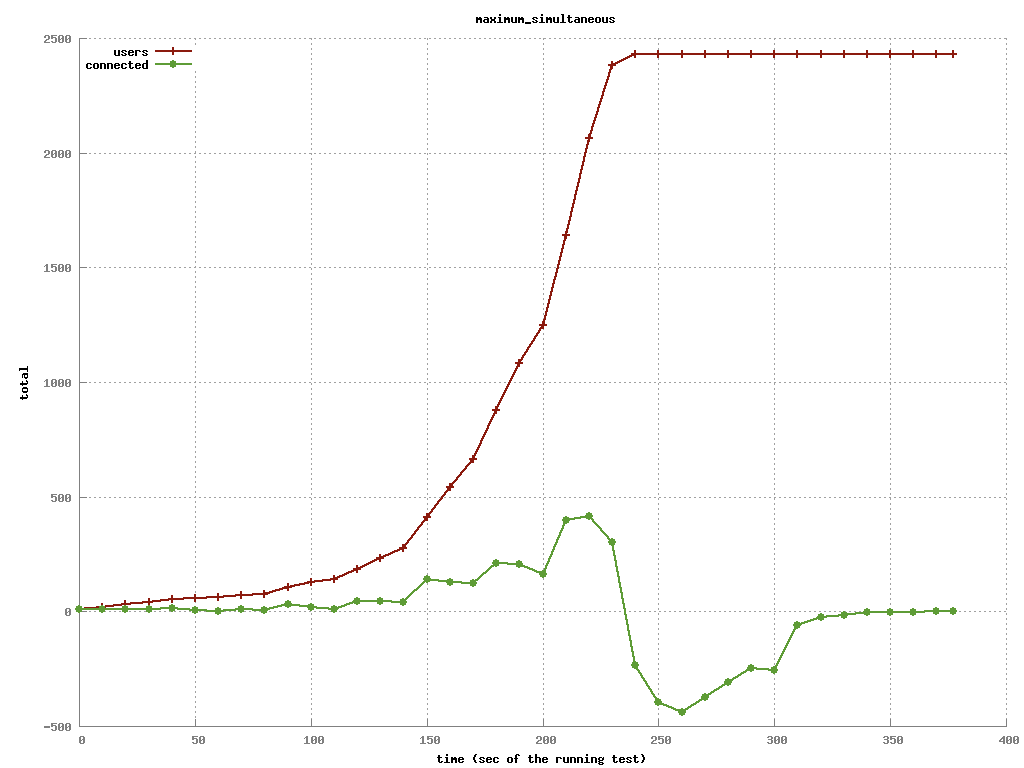 maximum_simultaneous
2500
users
connected
2000
1500
1000
total
500
0
-500
0 50 100 150 200 250 300 350 400
time (sec of the running test)